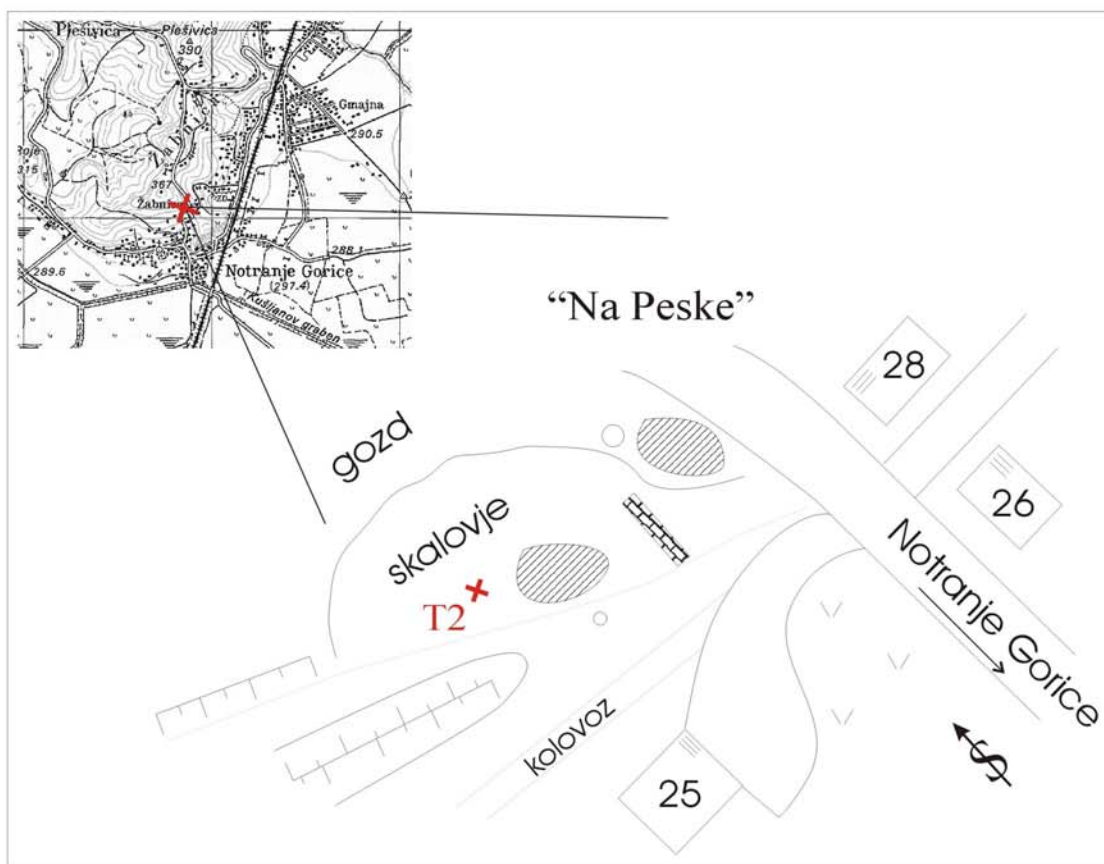 Plešivica
Plešivica
390
Gmajna
290.5
315
367
288.1
289.6
Notranje Gorice
(297.4)
Kušljanov graben
“Na Peske”
28
26
gozd
skalovje
T2
Notranje Gorice
kolovoz
25